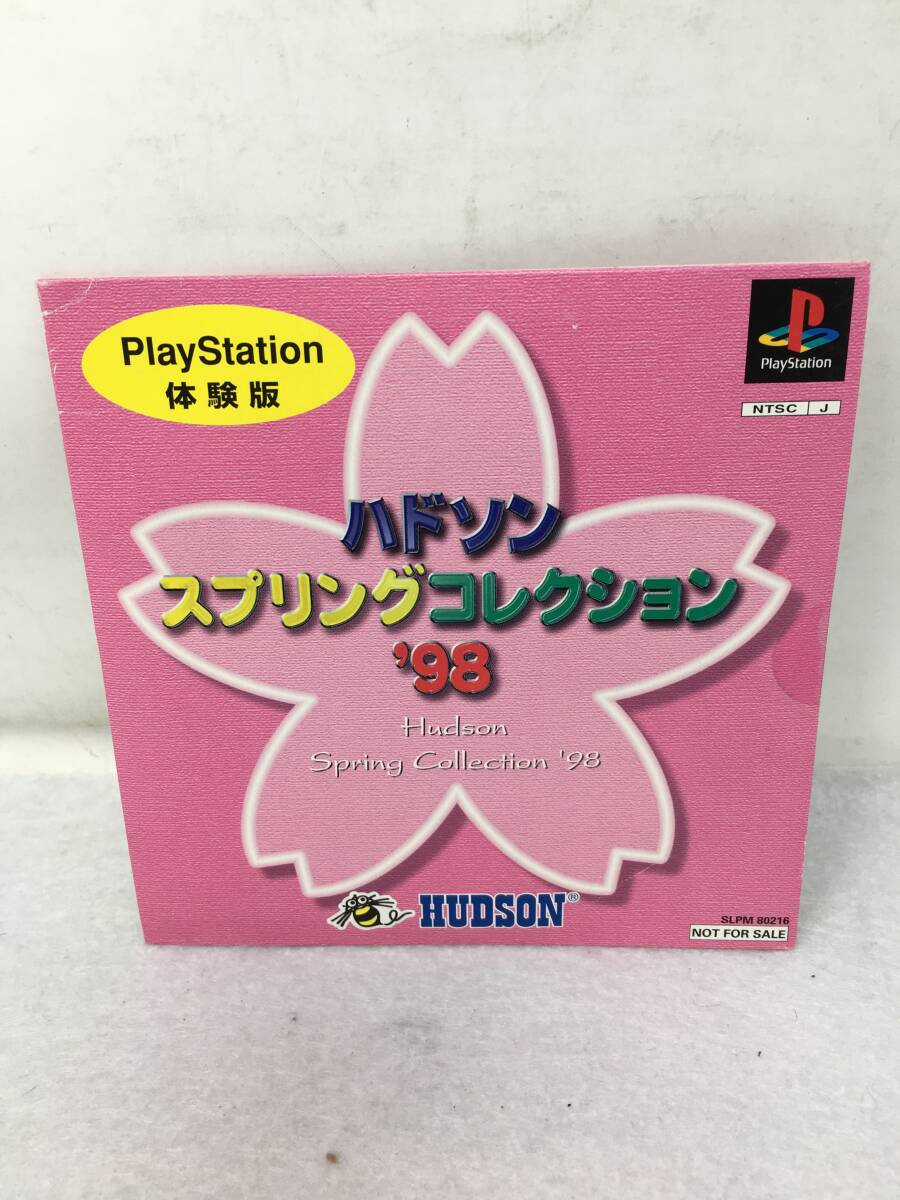 PlayStation
体験版
PlayStation
NTSC J
ハドソン
スプリングコレクション
'98
Hudson
Spring Collection '98
HUDSON®
SLPM 80216
NOT FOR SALE